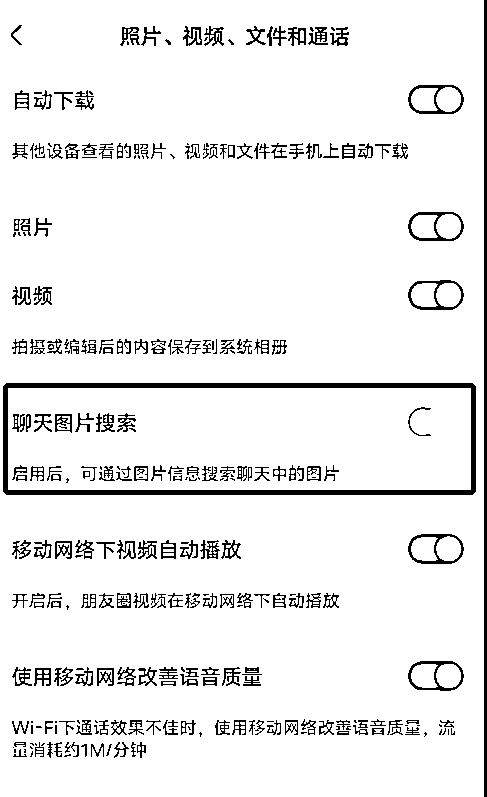 照片、视频、文件和通话
自动下载
其他设备查看的照片、视频和文件在手机上自动下载
照片
视频
拍摄或编辑后的内容保存到系统相册
聊天图片搜索
启用后，可通过图片信息搜索聊天中的图片
移动网络下视频自动播放
开启后，朋友圈视频在移动网络下自动播放
使用移动网络改善语音质量
Wi-Fi下通话效果不佳时，使用移动网络改善语音质量，流
量消耗约1M/分钟